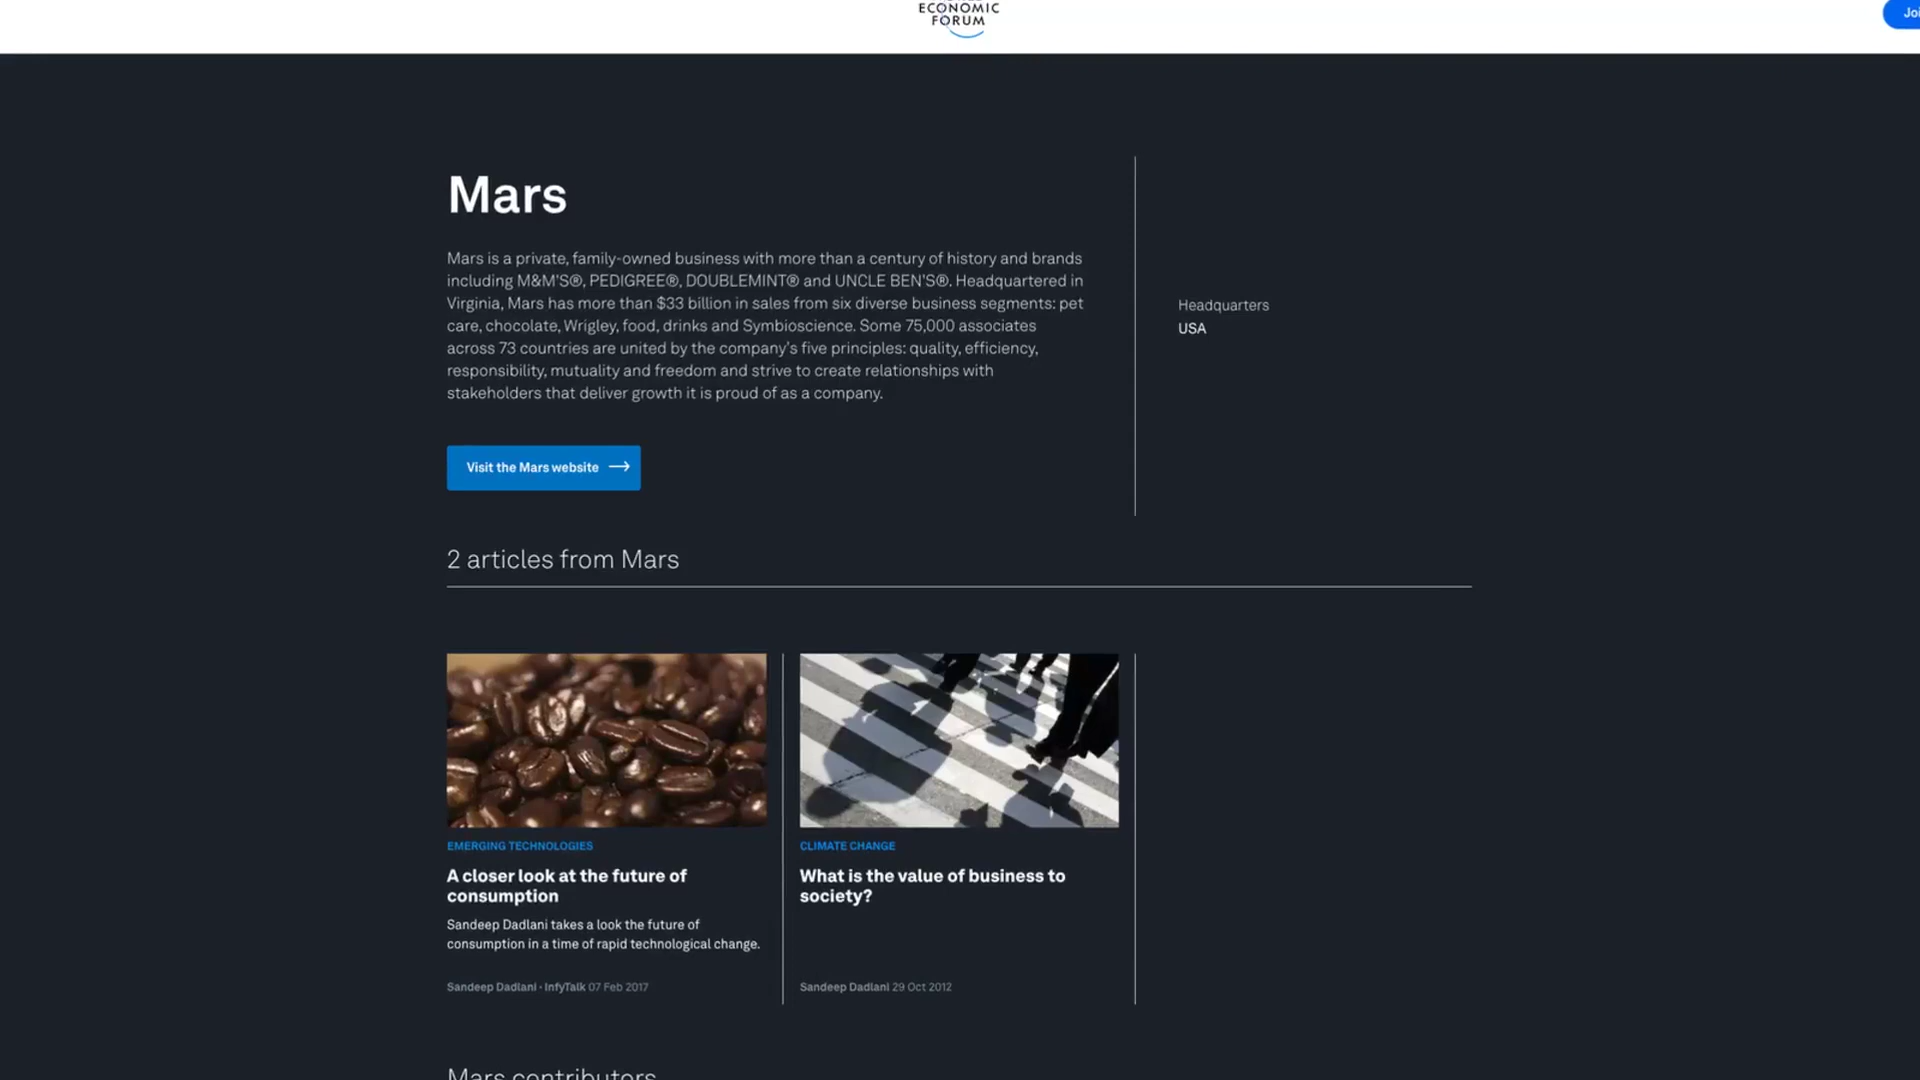 ECONOMIC
FORUM
Joi
Mars
Mars is a private, family-owned business with more than a century of history and brands
including M&M'S®, PEDIGREE®, DOUBLEMINT® and UNCLE BEN'S®. Headquartered in
Virginia, Mars has more than $33 billion in sales from six diverse business segments: pet
care, chocolate, Wrigley, food, drinks and Symbioscience. Some 75,000 associates
across 73 countries are united by the company's five principles: quality, efficiency,
responsibility, mutuality and freedom and strive to create relationships with
stakeholders that deliver growth it is proud of as a company.
Headquarters
USA
Visit the Mars website →
2 articles from Mars
EMERGING TECHNOLOGIES
A closer look at the future of
consumption
Sandeep Dadlani takes a look the future of
consumption in a time of rapid technological change.
Sandeep Dadlani · InfyTalk 07 Feb 2017
CLIMATE CHANGE
What is the value of business to
society?
Sandeep Dadlani 29 Oct 2012
Mars contributors